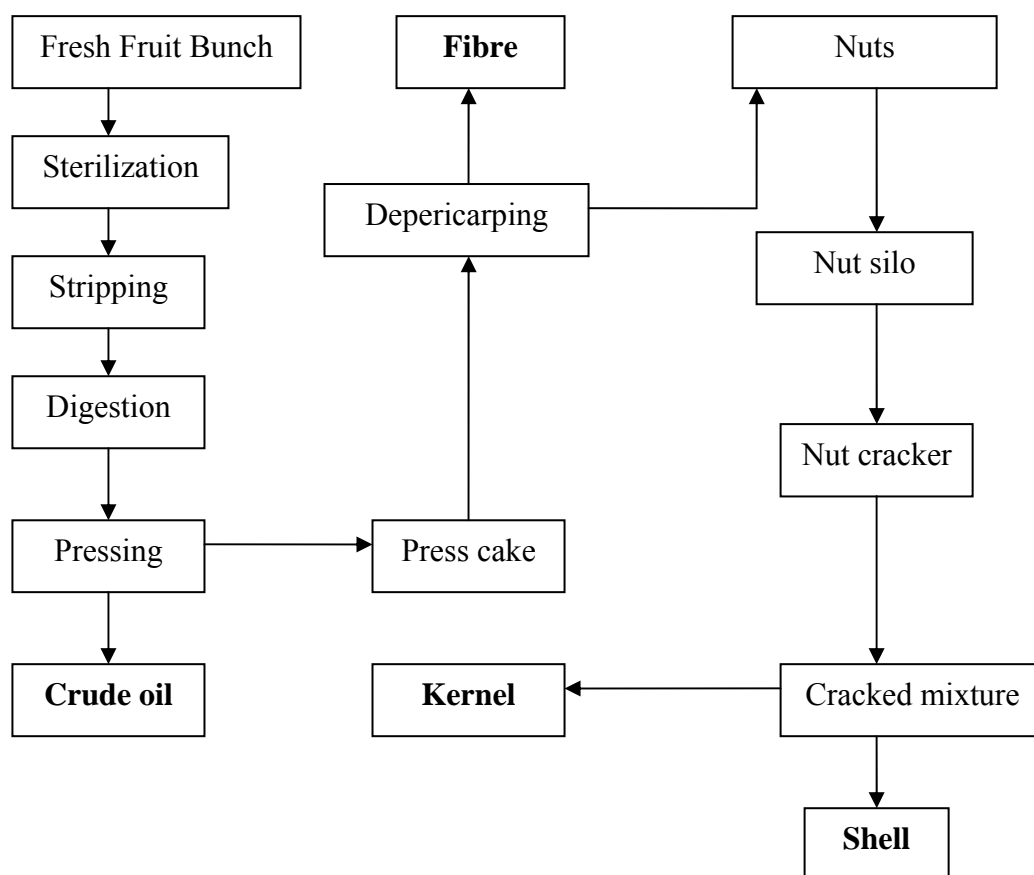 Fresh Fruit Bunch
Sterilization
Stripping
Digestion
Pressing
Crude oil
Fibre
Depericarping
Press cake
Kernel
Nuts
Nut silo
Nut cracker
Cracked mixture
Shell